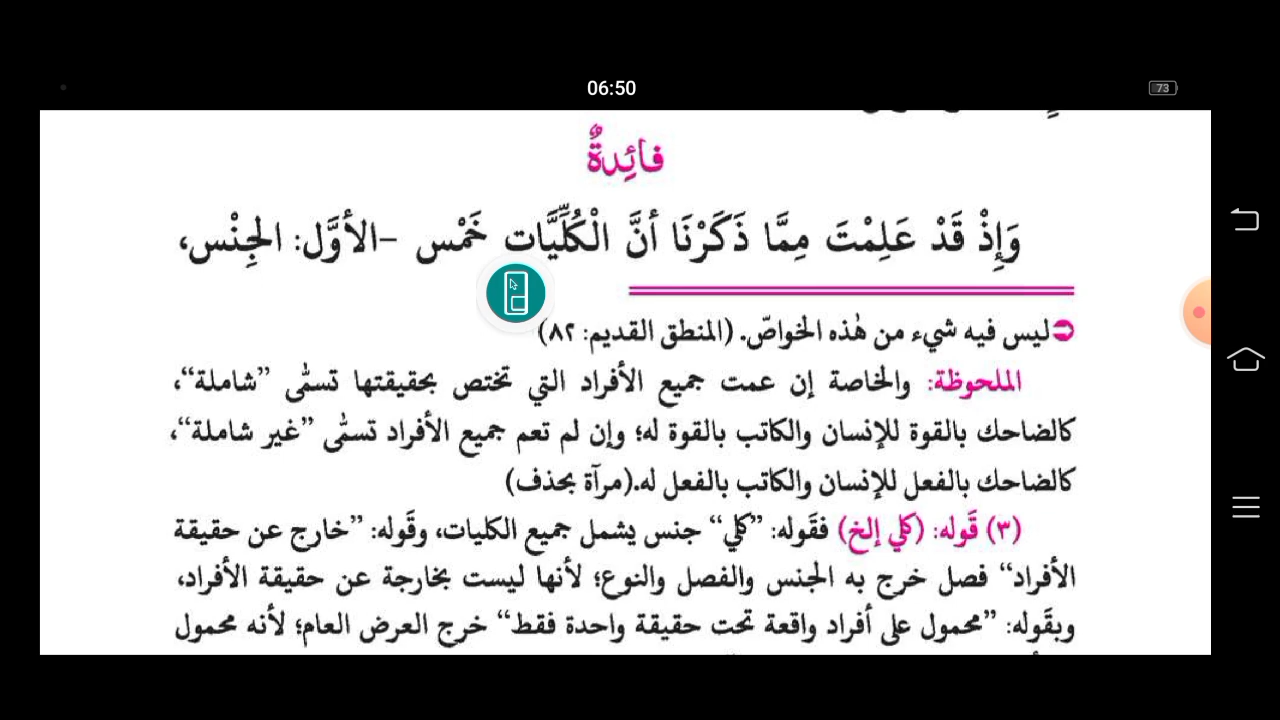 06:50
73
فائِدةٌ
وَإِذْ قَدْ عَلِمْتَ مِمَّا ذَكَرْنَا أنَّ الْكُلِّيَّات خَمْس –الأوَّل: الجِنْس،
ليس فيه شيء من هٰذه الخواصّ. (المنطق القديم: ٨٢)
الملحوظة: والخاصة إن عمت جميع الأفراد التي تختص بحقيقتها تسمّٰى ”شاملة“،
كالضاحك بالقوة للإنسان والكاتب بالقوة له؛ وإن لم تعم جميع الأفراد تسمّٰى ”غير شاملة“،
كالضاحك بالفعل للإنسان والكاتب بالفعل له.(مرآة بحذف)
(٣) قَوله: (كلي إلخ) فقَوله: ”كلي“ جنس يشمل جميع الكليات، وقَوله: ”خارج عن حقيقة
الأفراد“ فصل خرج به الجنس والفصل والنوع؛ لأنها ليست بخارجة عن حقيقة الأفراد،
وبقَوله: ”محمول على أفراد واقعة تحت حقيقة واحدة فقط“ خرج العرض العام؛ لأنه محمول